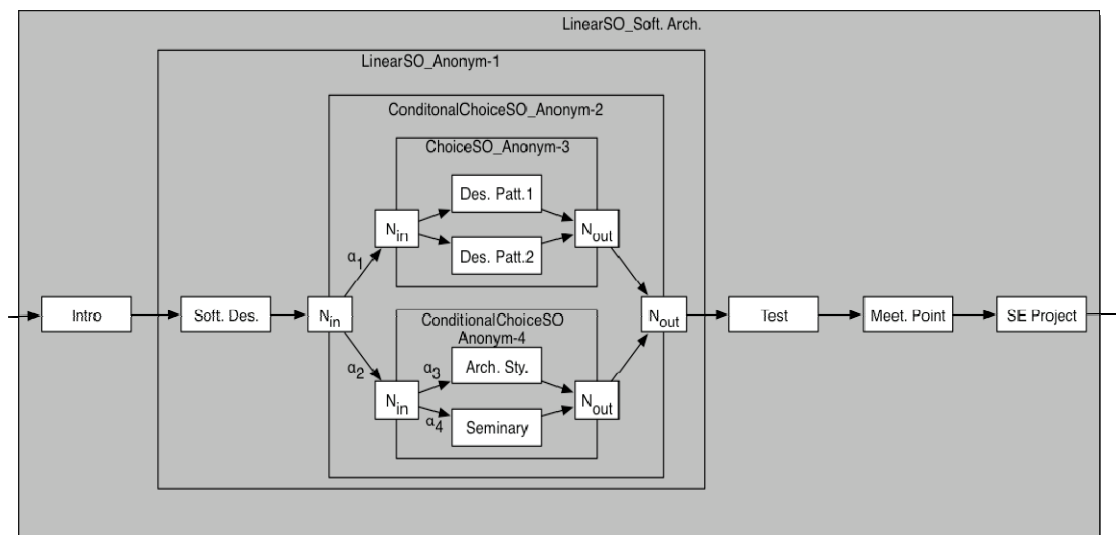 LinearSO_Soft. Arch.
LinearSO_Anonym-1
ConditonalChoiceSO_Anonym-2
ChoiceSO_Anonym-3
Des. Patt.1
Nin
Nout
Des. Patt.2
α1
Intro
Soft. Des.
Nin
Nout
Test
Meet. Point
SE Project
ConditionalChoiceSO
Anonym-4
α2
α3
Arch. Sty.
Nin
Nout
α4
Seminary